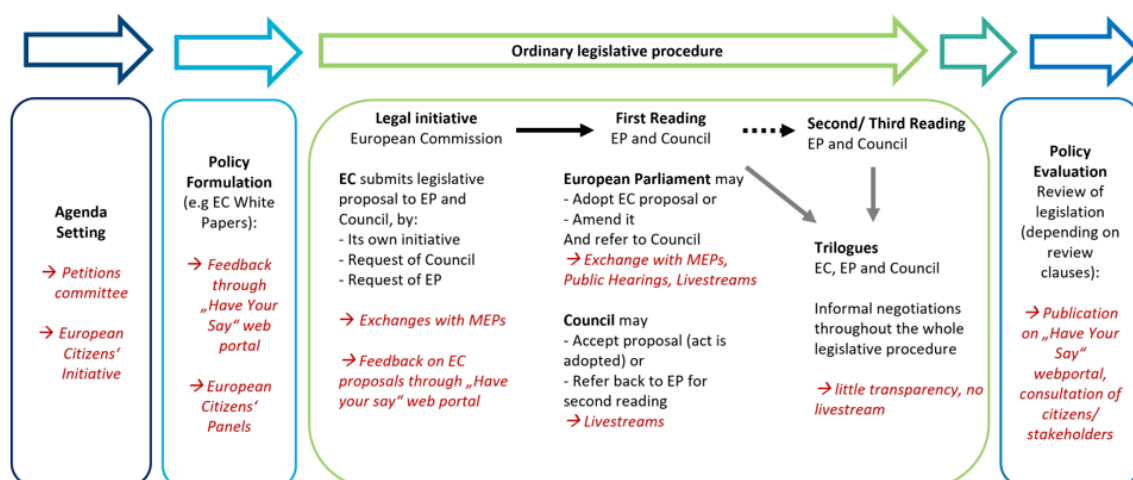 Ordinary legislative procedure
Agenda
Setting
→ Petitions
committee
→ European
Citizens‘
Initiative
Policy
Formulation
(e.g EC White
Papers):
→ Feedback
through
„Have Your
Say“ web
portal
→ European
Citizens‘
Panels
Legal initiative
European Commission
EC submits legislative
proposal to EP and
Council, by:
- Its own initiative
- Request of Council
- Request of EP
→ Exchanges with MEPs
→ Feedback on EC
proposals through „Have
your say“ web portal
First Reading
EP and Council
European Parliament may
- Adopt EC proposal or
- Amend it
And refer to Council
→ Exchange with MEPs,
Public Hearings, Livestreams
Council may
- Accept proposal (act is
adopted) or
- Refer back to EP for
second reading
→ Livestreams
Second/ Third Reading
EP and Council
Trilogues
EC, EP and Council
Informal negotiations
throughout the whole
legislative procedure
→ little transparency, no
livestream
Policy
Evaluation
Review of
legislation
(depending on
review
clauses):
→ Publication
on „Have Your
Say“
webportal,
consultation of
citizens/
stakeholders